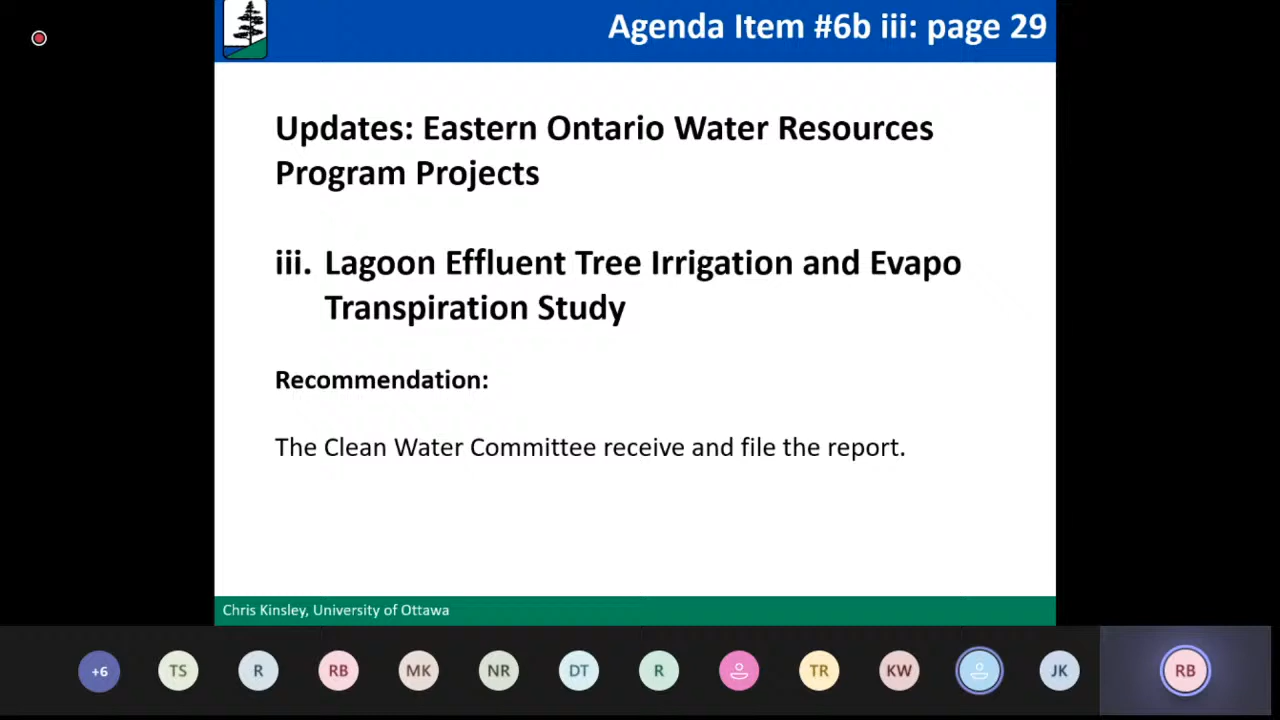 Agenda Item #6b iii: page 29
Updates: Eastern Ontario Water Resources
Program Projects
iii. Lagoon Effluent Tree Irrigation and Evapo
Transpiration Study
Recommendation:
The Clean Water Committee receive and file the report.
Chris Kinsley, University of Ottawa
+6 TS R RB MK NR DT R TR KW JK RB